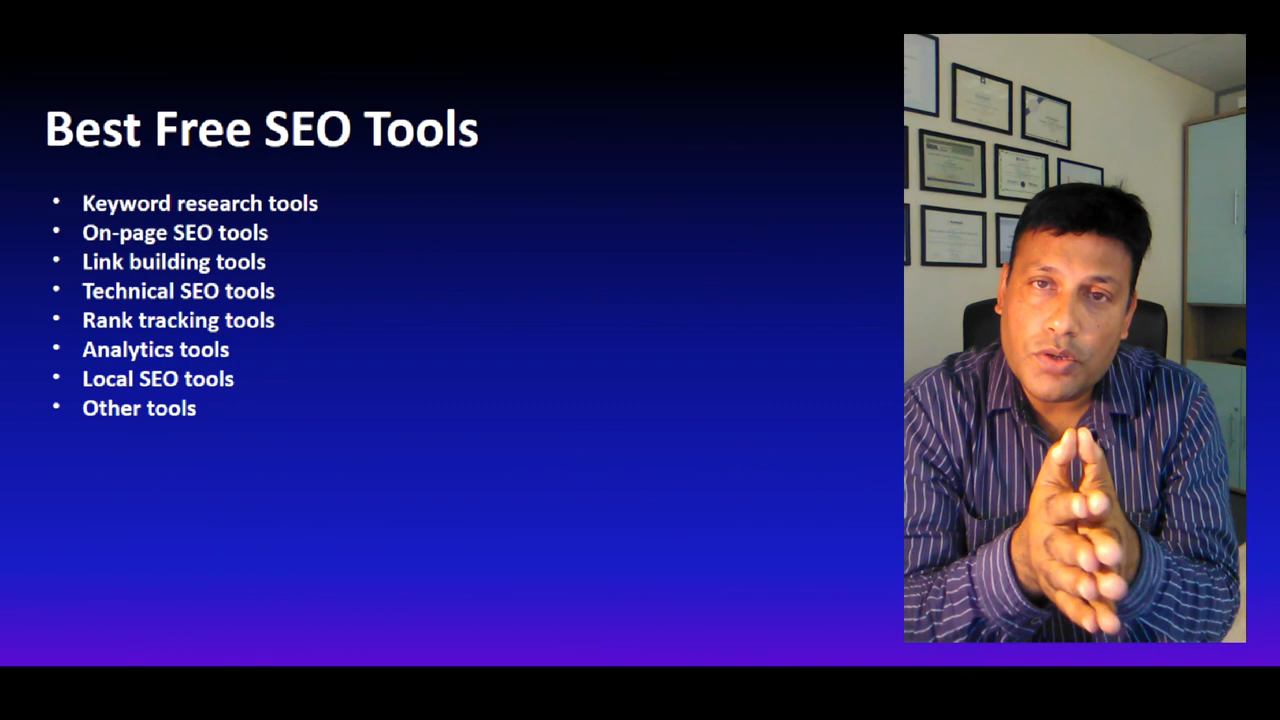 Best Free SEO Tools
• Keyword research tools
• On-page SEO tools
• Link building tools
• Technical SEO tools
• Rank tracking tools
• Analytics tools
• Local SEO tools
• Other tools